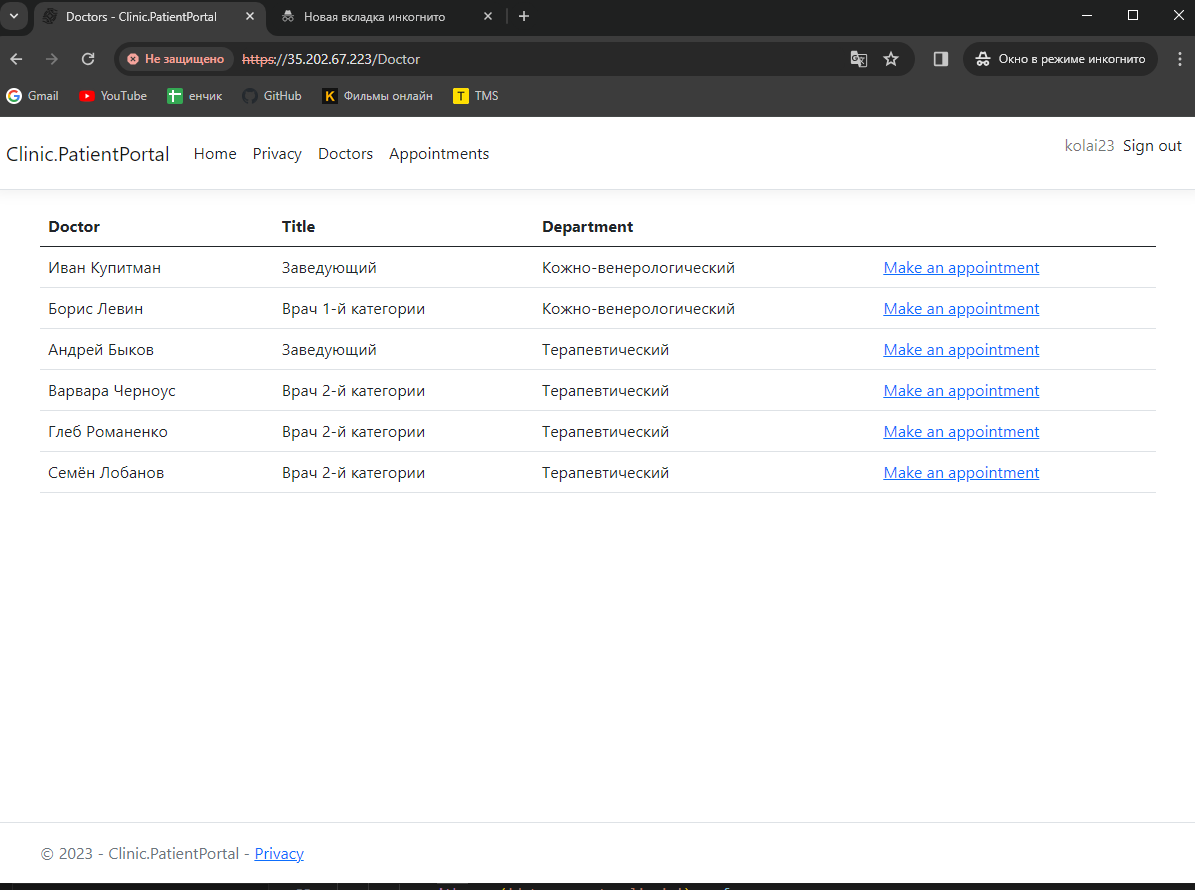 Doctors - Clinic.PatientPortal
Новая вкладка инкогнито
Не защищено https://35.202.67.223/Doctor Окно в режиме инкогнито
Gmail YouTube енчик GitHub Фильмы онлайн TMS
Clinic.PatientPortal Home Privacy Doctors Appointments kolai23 Sign out
Doctor Title Department
Иван Купитман Заведующий Кожно-венерологический Make an appointment
Борис Левин Врач 1-й категории Кожно-венерологический Make an appointment
Андрей Быков Заведующий Терапевтический Make an appointment
Варвара Черноус Врач 2-й категории Терапевтический Make an appointment
Глеб Романенко Врач 2-й категории Терапевтический Make an appointment
Семён Лобанов Врач 2-й категории Терапевтический Make an appointment
© 2023 - Clinic.PatientPortal - Privacy